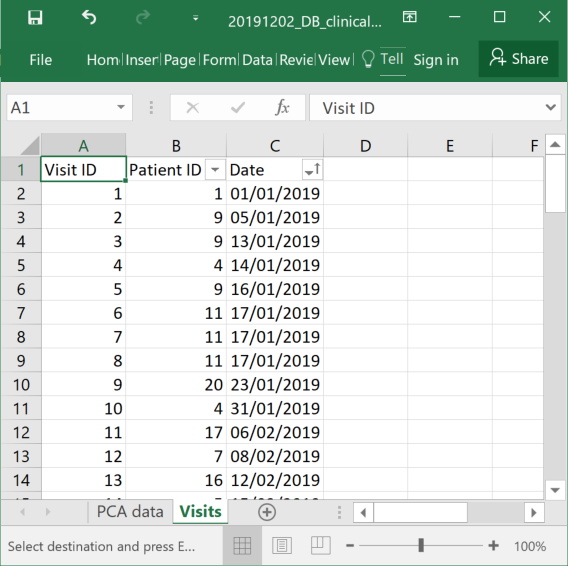 20191202_DB_clinical...
File Hom Inser Page Form Data Revie View Tell Sign in Share
A1 fx Visit ID
A B C D E F
1 Visit ID Patient ID Date
2 1 1 01/01/2019
3 2 9 05/01/2019
4 3 9 13/01/2019
5 4 4 14/01/2019
6 5 9 16/01/2019
7 6 11 17/01/2019
8 7 11 17/01/2019
9 8 11 17/01/2019
10 9 20 23/01/2019
11 10 4 31/01/2019
12 11 17 06/02/2019
13 12 7 08/02/2019
14 13 16 12/02/2019
PCA data Visits
Select destination and press E... 100%